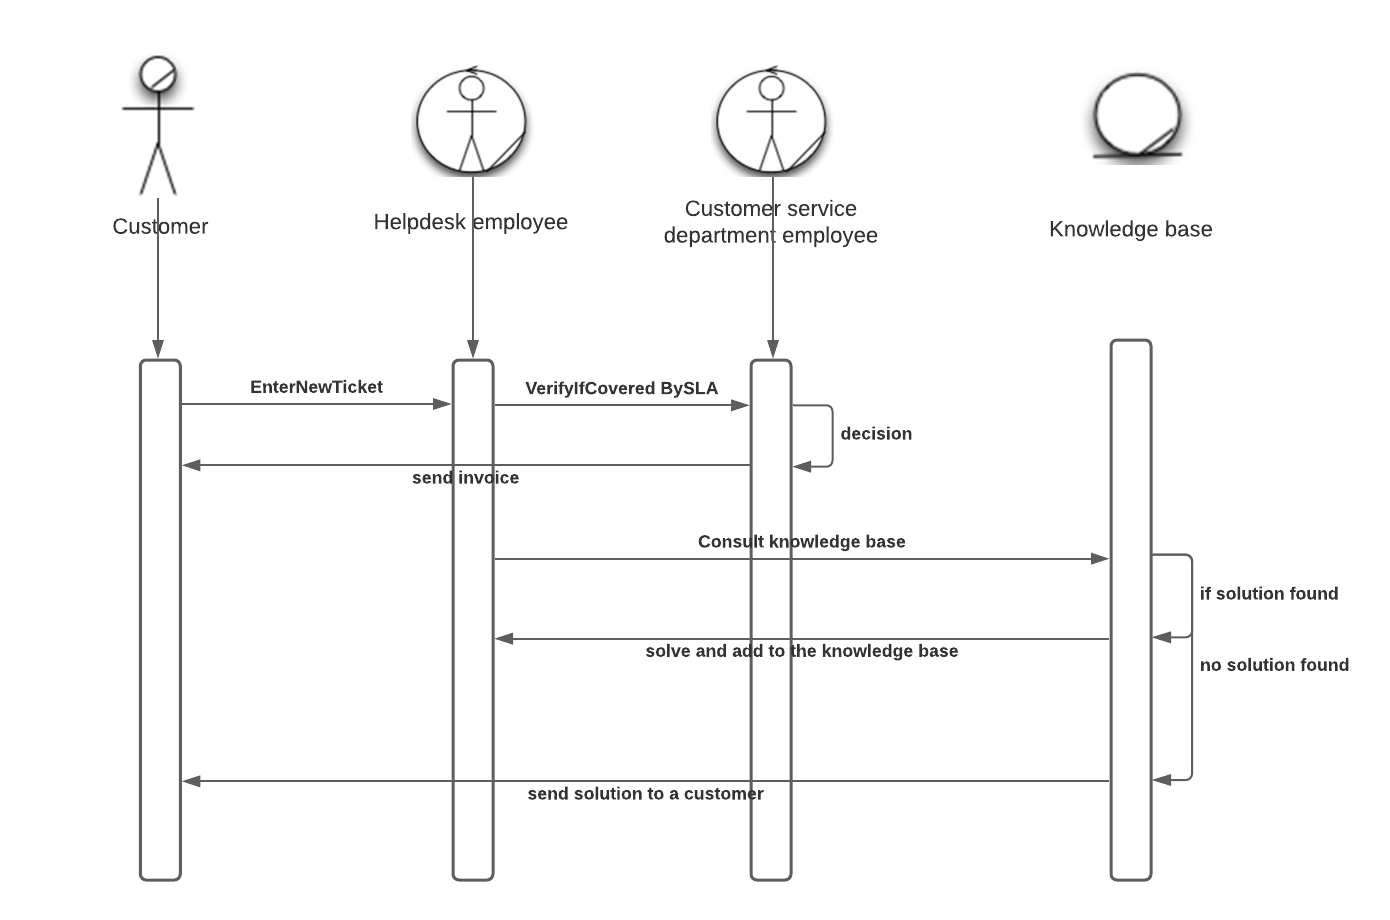 Customer
Helpdesk employee
Customer service
department employee
Knowledge base
EnterNewTicket
VerifyIfCovered BySLA
decision
send invoice
Consult knowledge base
if solution found
solve and add to the knowledge base
no solution found
send solution to a customer